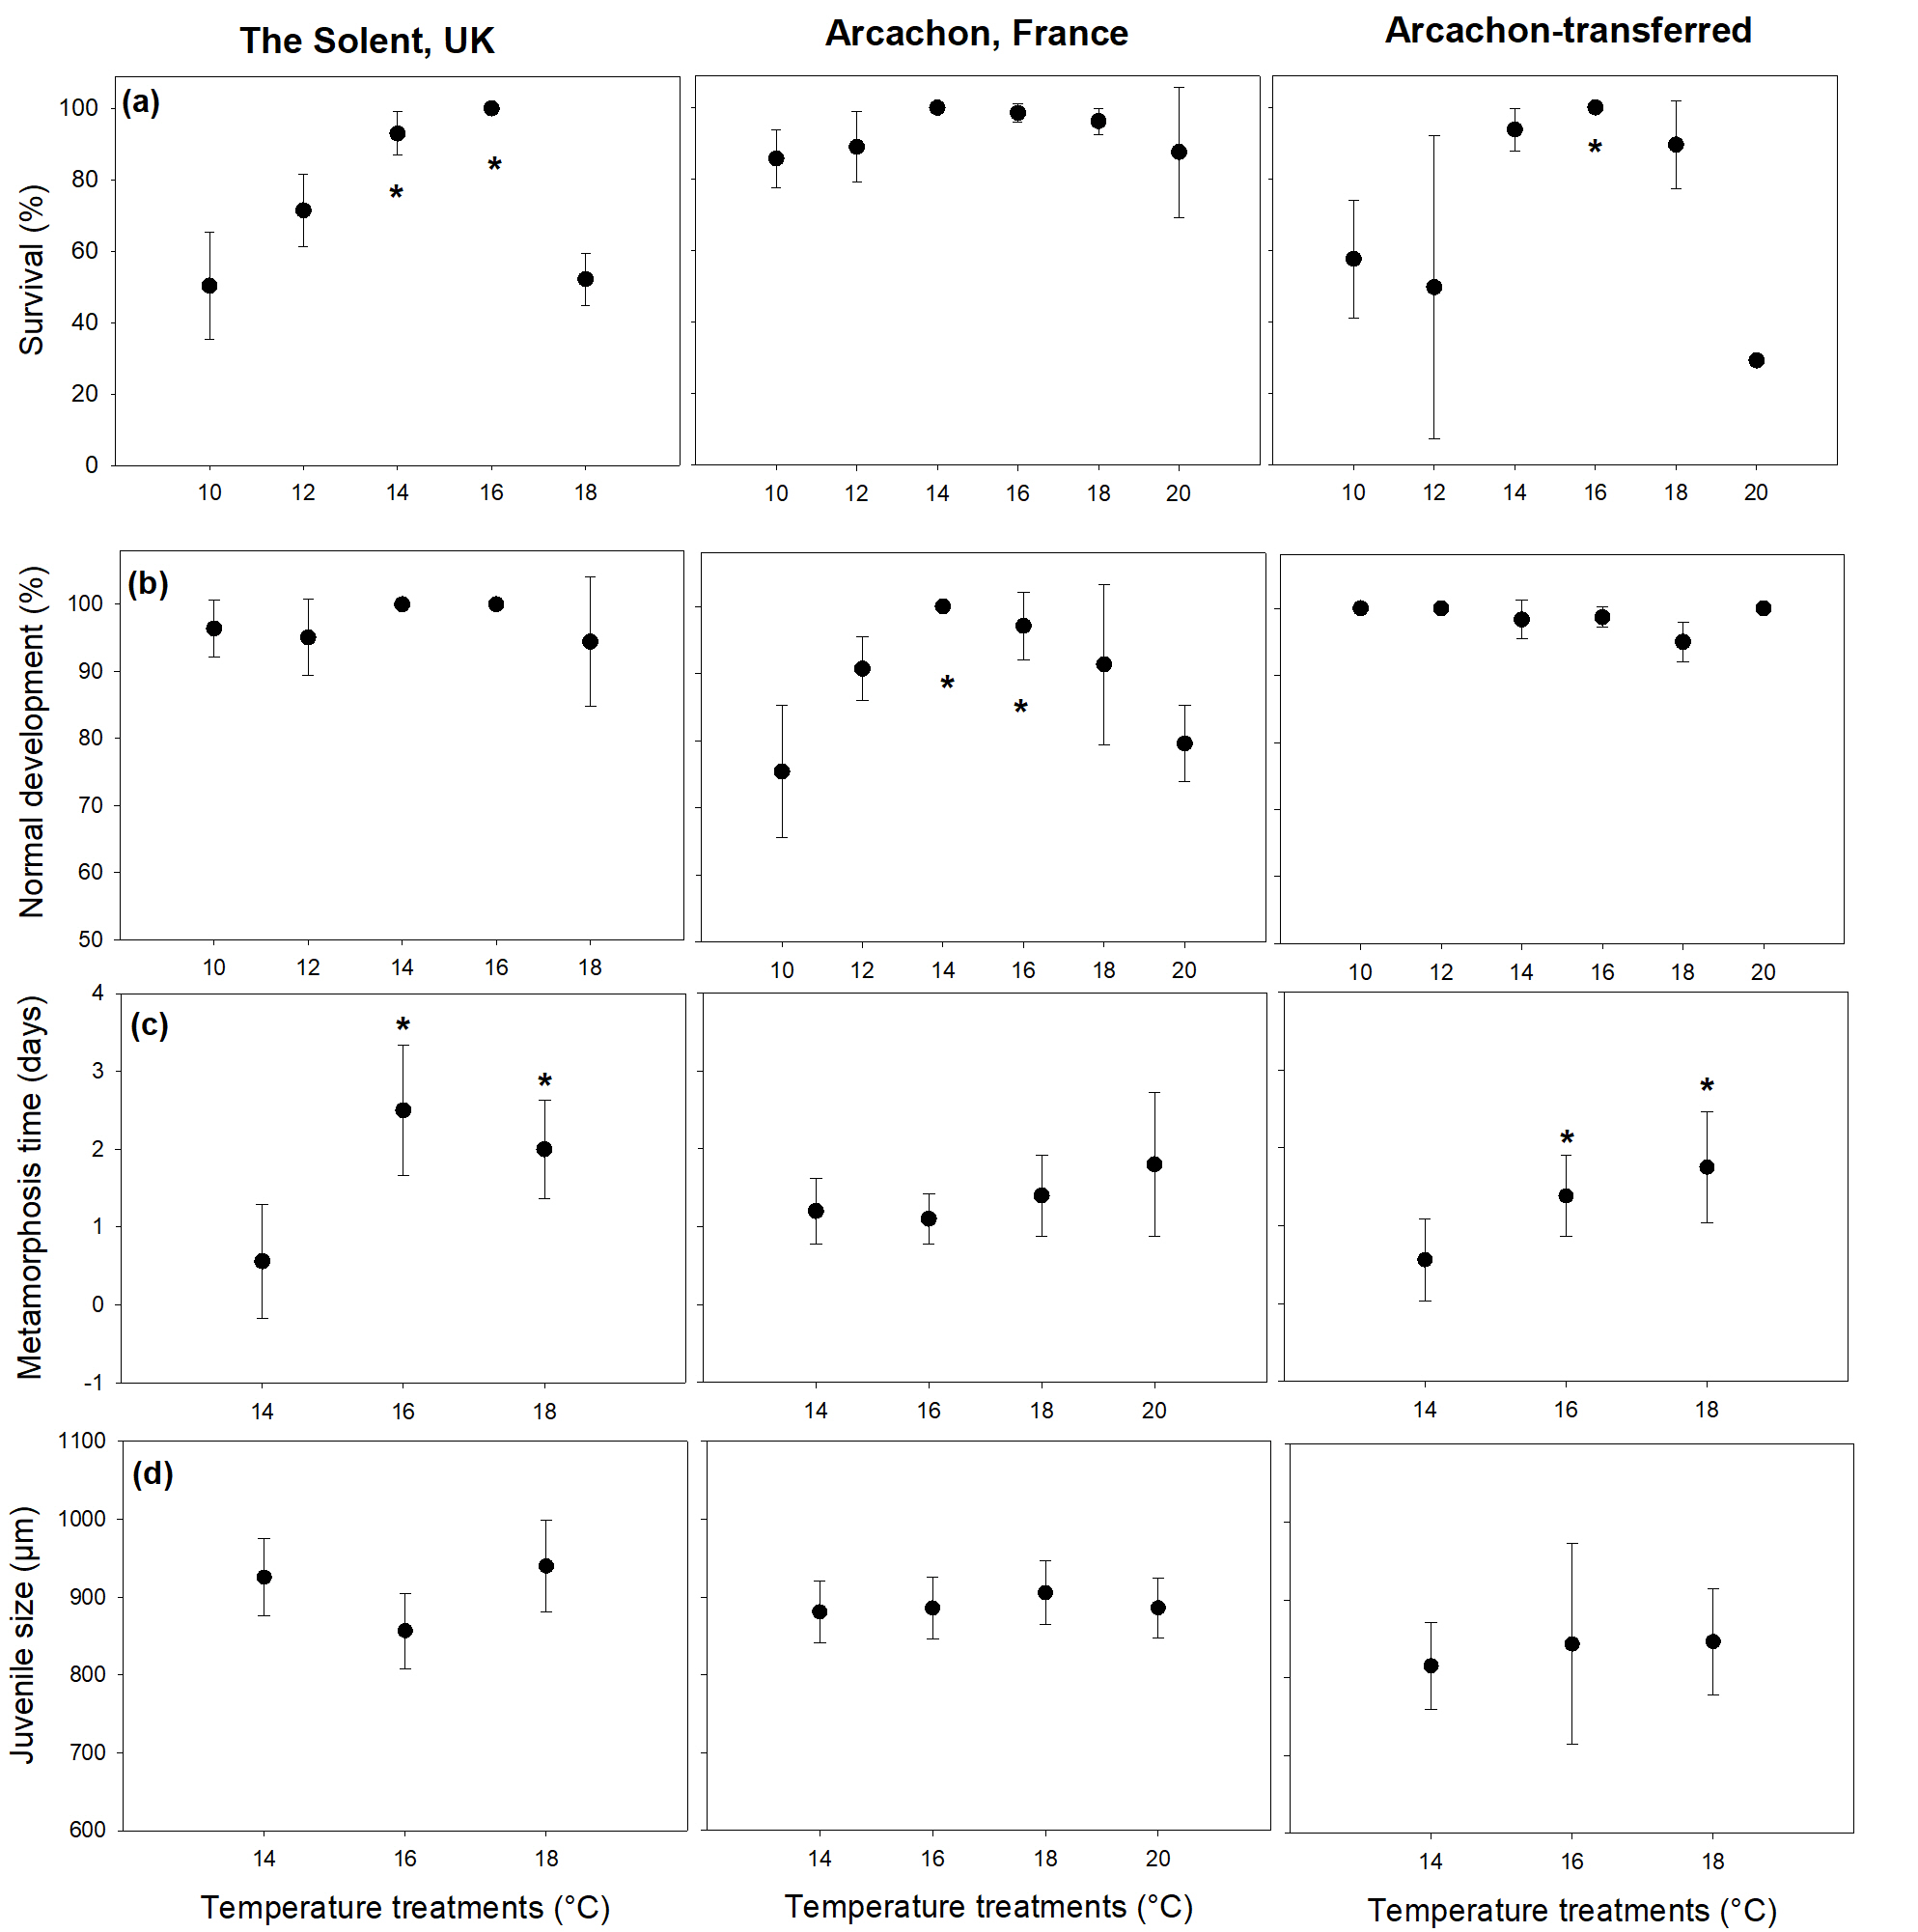 The Solent, UK Arcachon, France Arcachon-transferred
(a)
Survival (%)
100
80
60
40
20
0
* * *
10 12 14 16 18 10 12 14 16 18 20 10 12 14 16 18 20
(b)
Normal development (%)
100
90
80
70
60
50
* *
10 12 14 16 18 10 12 14 16 18 20 10 12 14 16 18 20
(c)
Metamorphosis time (days)
4
3
2
1
0
-1
* * * *
14 16 18 14 16 18 20 14 16 18
(d)
Juvenile size (µm)
1100
1000
900
800
700
600
14 16 18 14 16 18 20 14 16 18
Temperature treatments (°C) Temperature treatments (°C) Temperature treatments (°C)